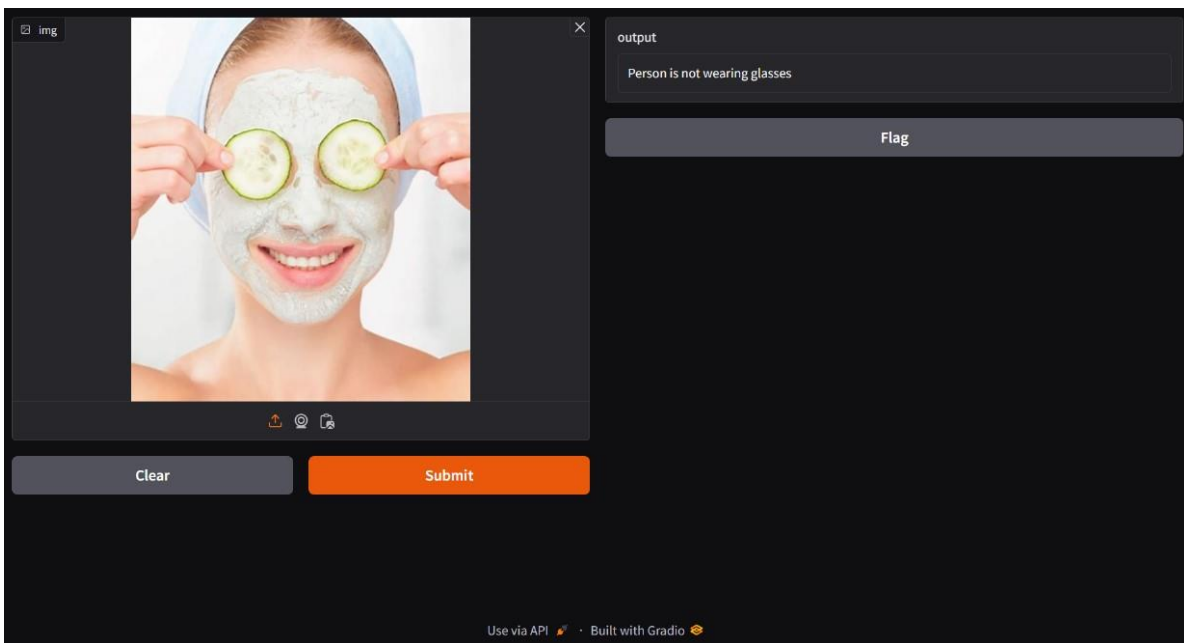 img
output
Person is not wearing glasses
Flag
Clear
Submit
Use via API · Built with Gradio